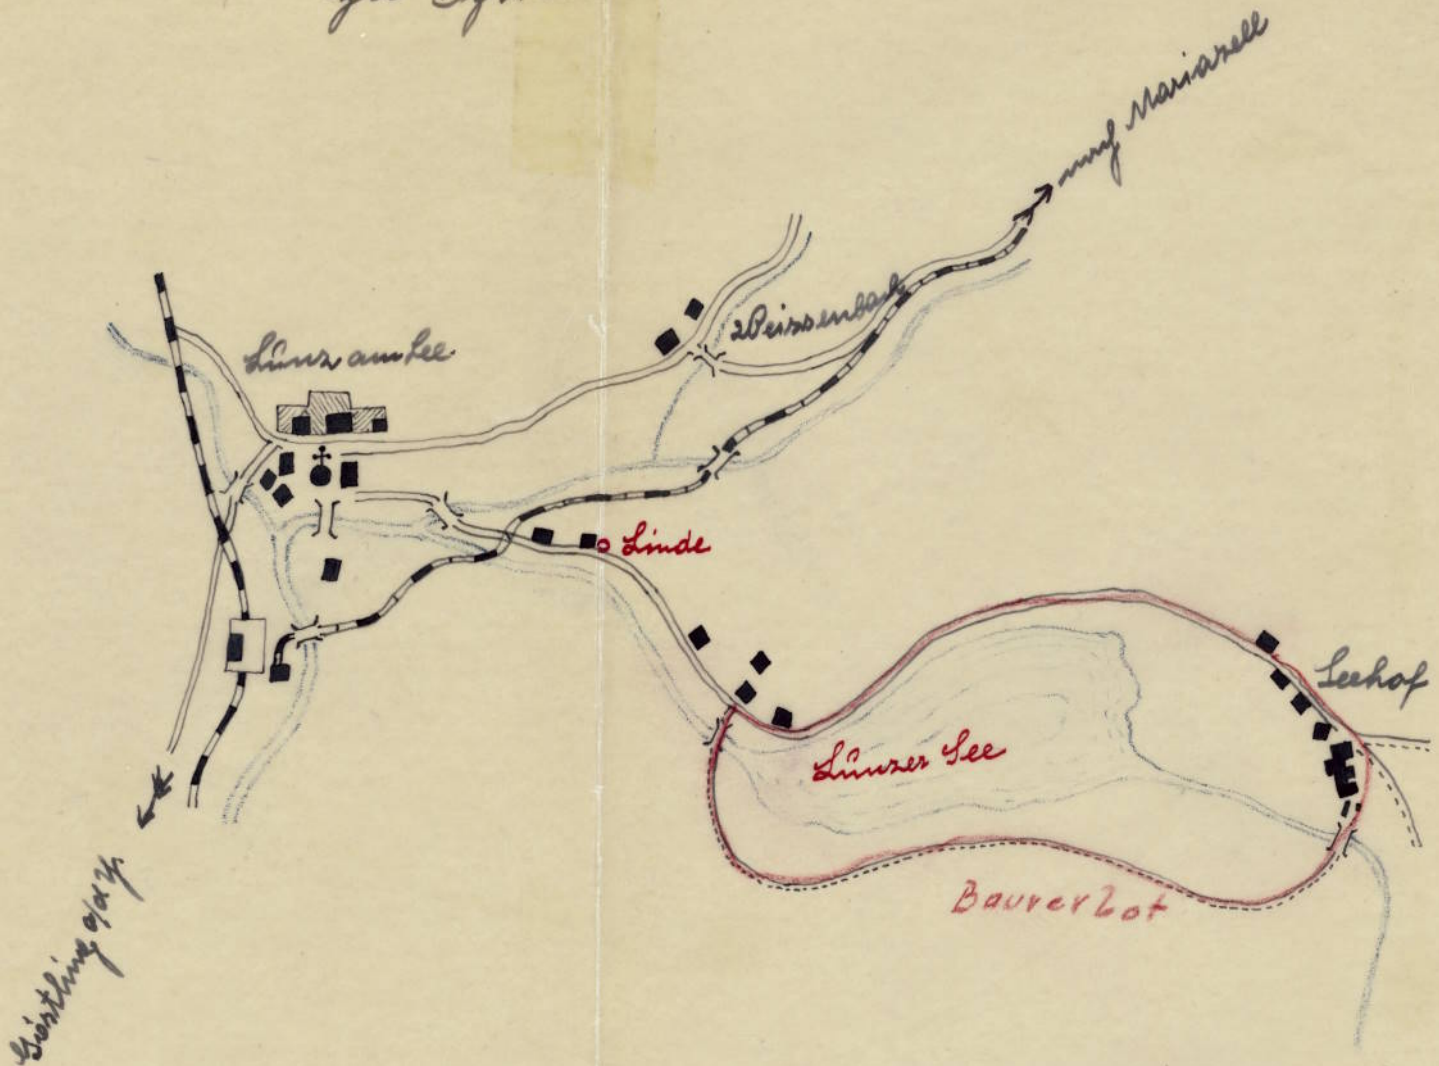 nach Mariazell
Weissenbach
Lunz am See
Linde
Seehof
Lunzer See
Bauverbot
Göstling a/d Y.